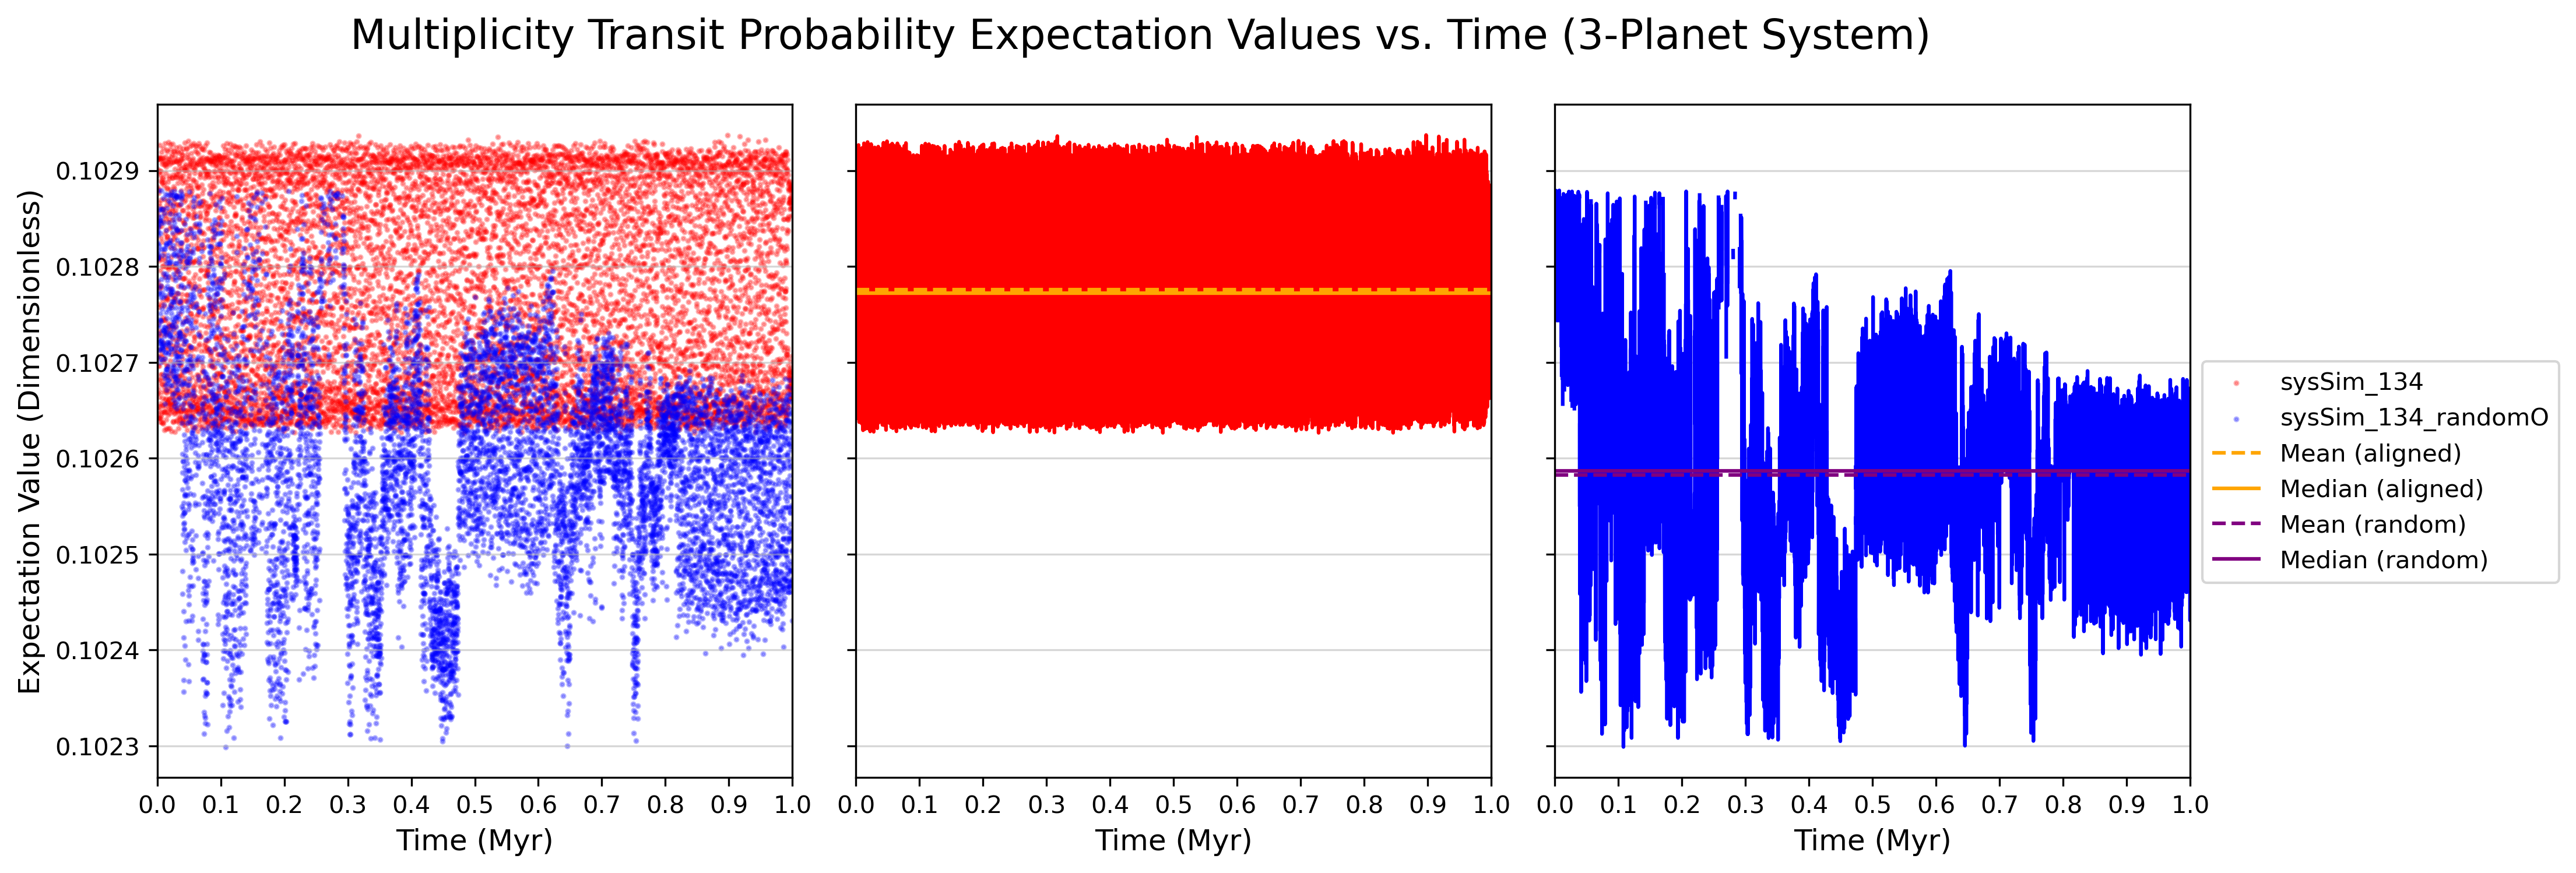 Multiplicity Transit Probability Expectation Values vs. Time (3-Planet System)
Expectation Value (Dimensionless)
0.1029
0.1028
0.1027
0.1026
0.1025
0.1024
0.1023
0.0 0.1 0.2 0.3 0.4 0.5 0.6 0.7 0.8 0.9 1.0
Time (Myr)
0.0 0.1 0.2 0.3 0.4 0.5 0.6 0.7 0.8 0.9 1.0
Time (Myr)
0.0 0.1 0.2 0.3 0.4 0.5 0.6 0.7 0.8 0.9 1.0
Time (Myr)
sysSim_134
sysSim_134_randomO
Mean (aligned)
Median (aligned)
Mean (random)
Median (random)